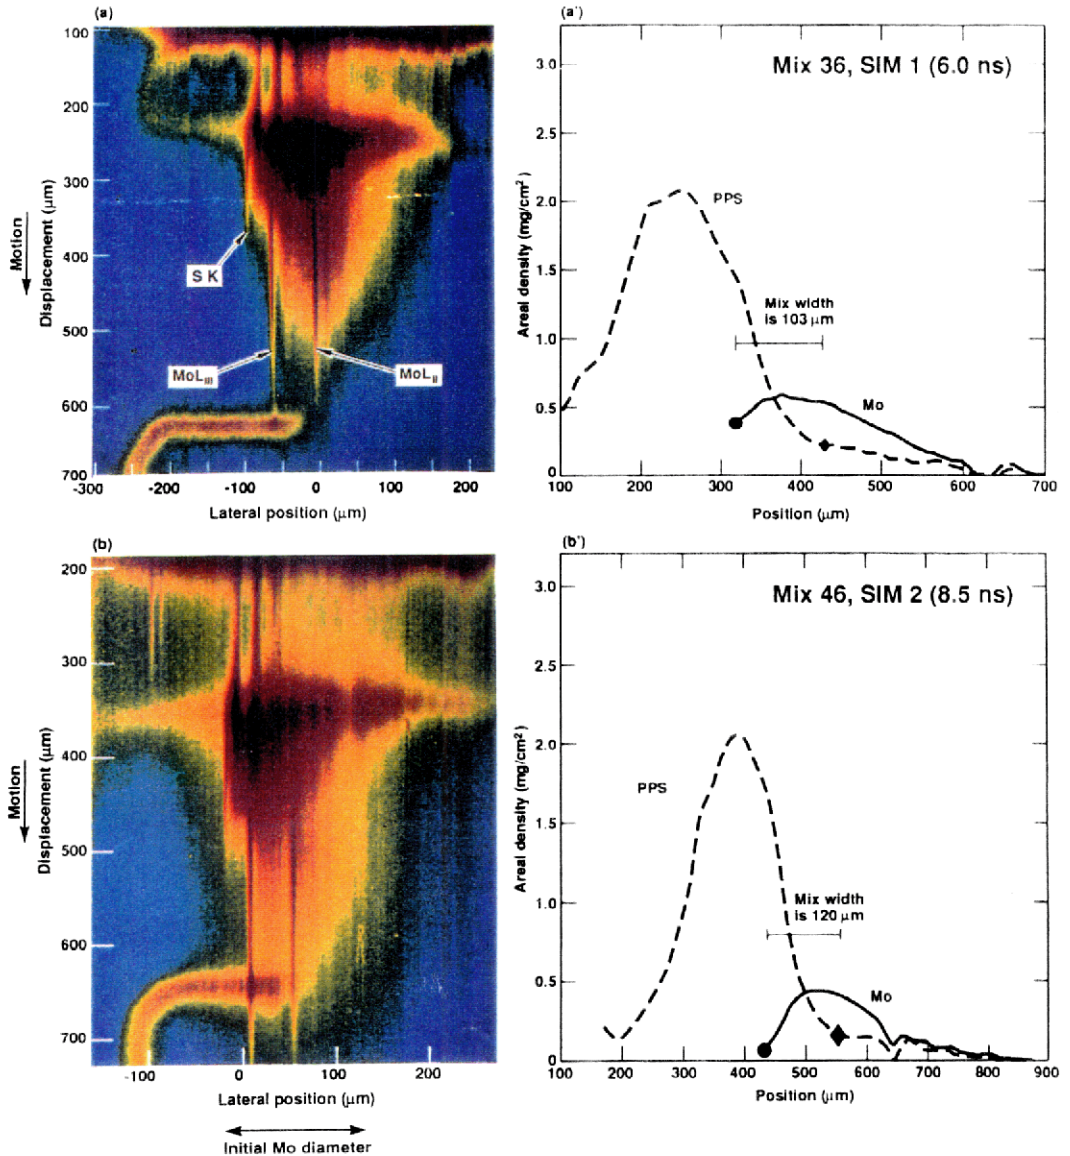 (a)
100
200
300
400
500
600
700
Motion
Displacement (μm)
S K
MoL_III
MoL_II
-300 -200 -100 0 100 200
Lateral position (μm)
(a')
Mix 36, SIM 1 (6.0 ns)
3.0
2.5
2.0
1.5
1.0
0.5
0
Areal density (mg/cm²)
PPS
Mix width
is 103 μm
Mo
100 200 300 400 500 600 700
Position (μm)
(b)
200
300
400
500
600
700
Motion
Displacement (μm)
-100 0 100 200
Lateral position (μm)
Initial Mo diameter
(b')
Mix 46, SIM 2 (8.5 ns)
3.0
2.5
2.0
1.5
1.0
0.5
0
Areal density (mg/cm²)
PPS
Mix width
is 120 μm
Mo
100 200 300 400 500 600 700 800 900
Position (μm)